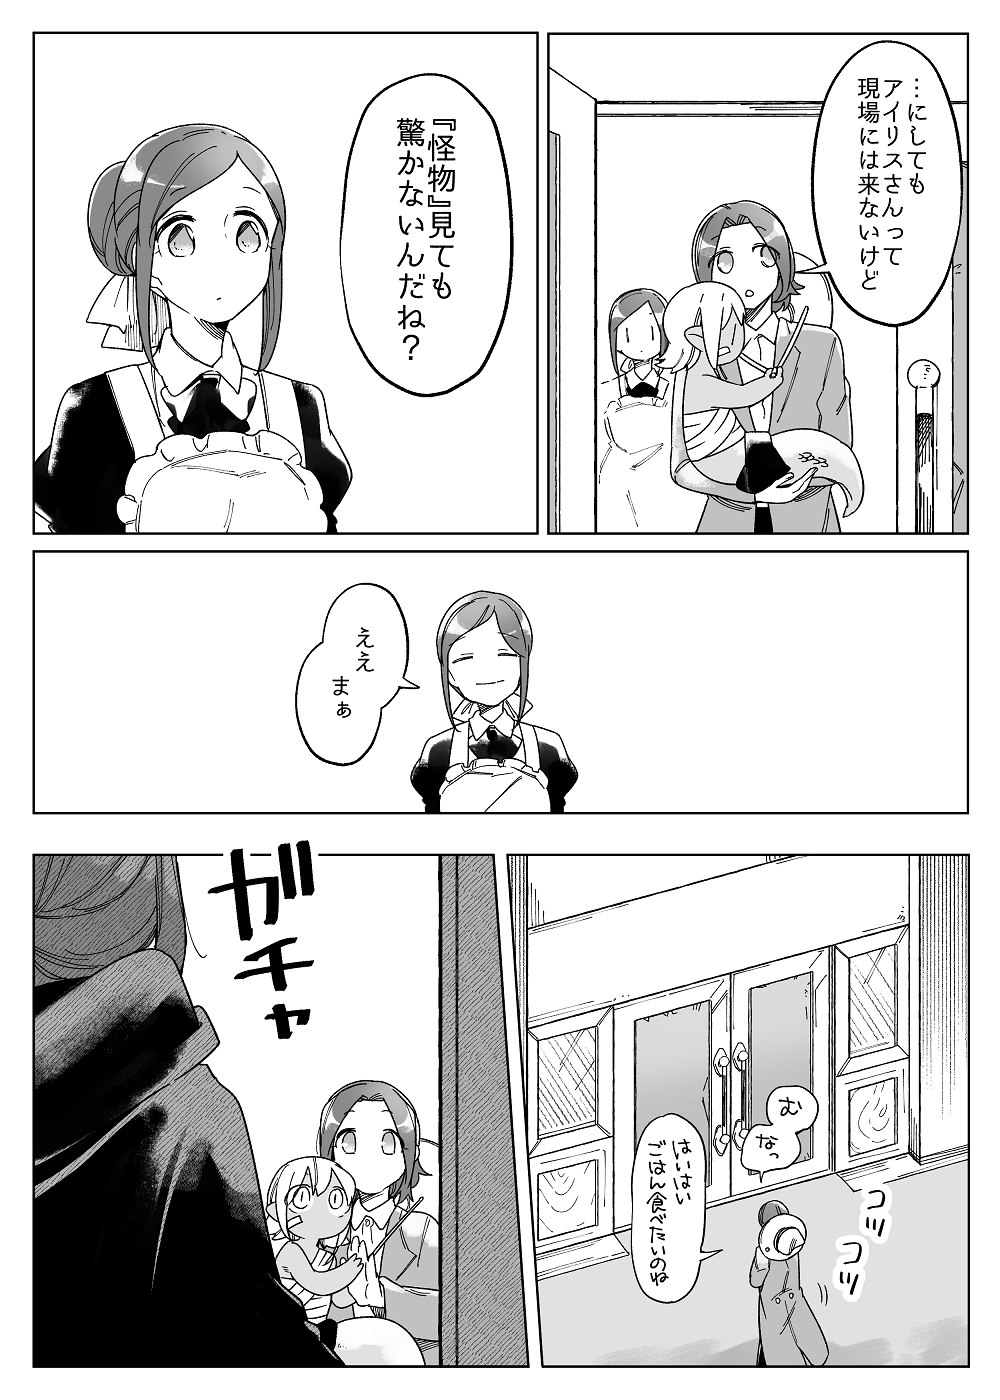 …にしても
アイリスさんって
現場には来ないけど
『怪物』見ても
驚かないんだね？
ええ
まぁ
むなっ
はいはい
ごはん食べたいのね
コツ
コツ
ガチャ